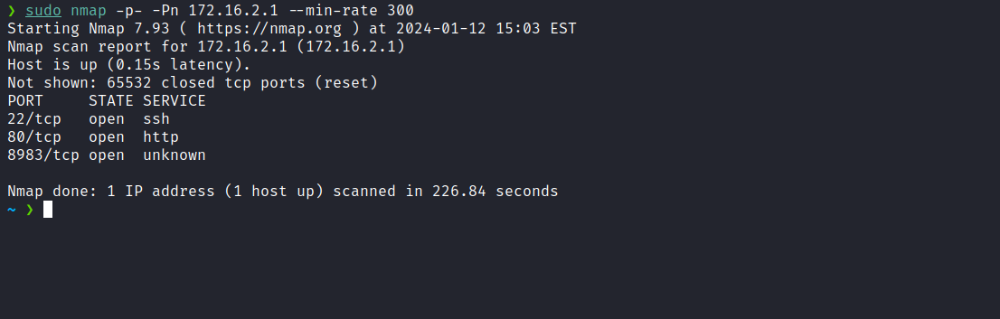 ❯ sudo nmap -p- -Pn 172.16.2.1 --min-rate 300
Starting Nmap 7.93 ( https://nmap.org ) at 2024-01-12 15:03 EST
Nmap scan report for 172.16.2.1 (172.16.2.1)
Host is up (0.15s latency).
Not shown: 65532 closed tcp ports (reset)
PORT     STATE SERVICE
22/tcp   open  ssh
80/tcp   open  http
8983/tcp open  unknown

Nmap done: 1 IP address (1 host up) scanned in 226.84 seconds
~ ❯